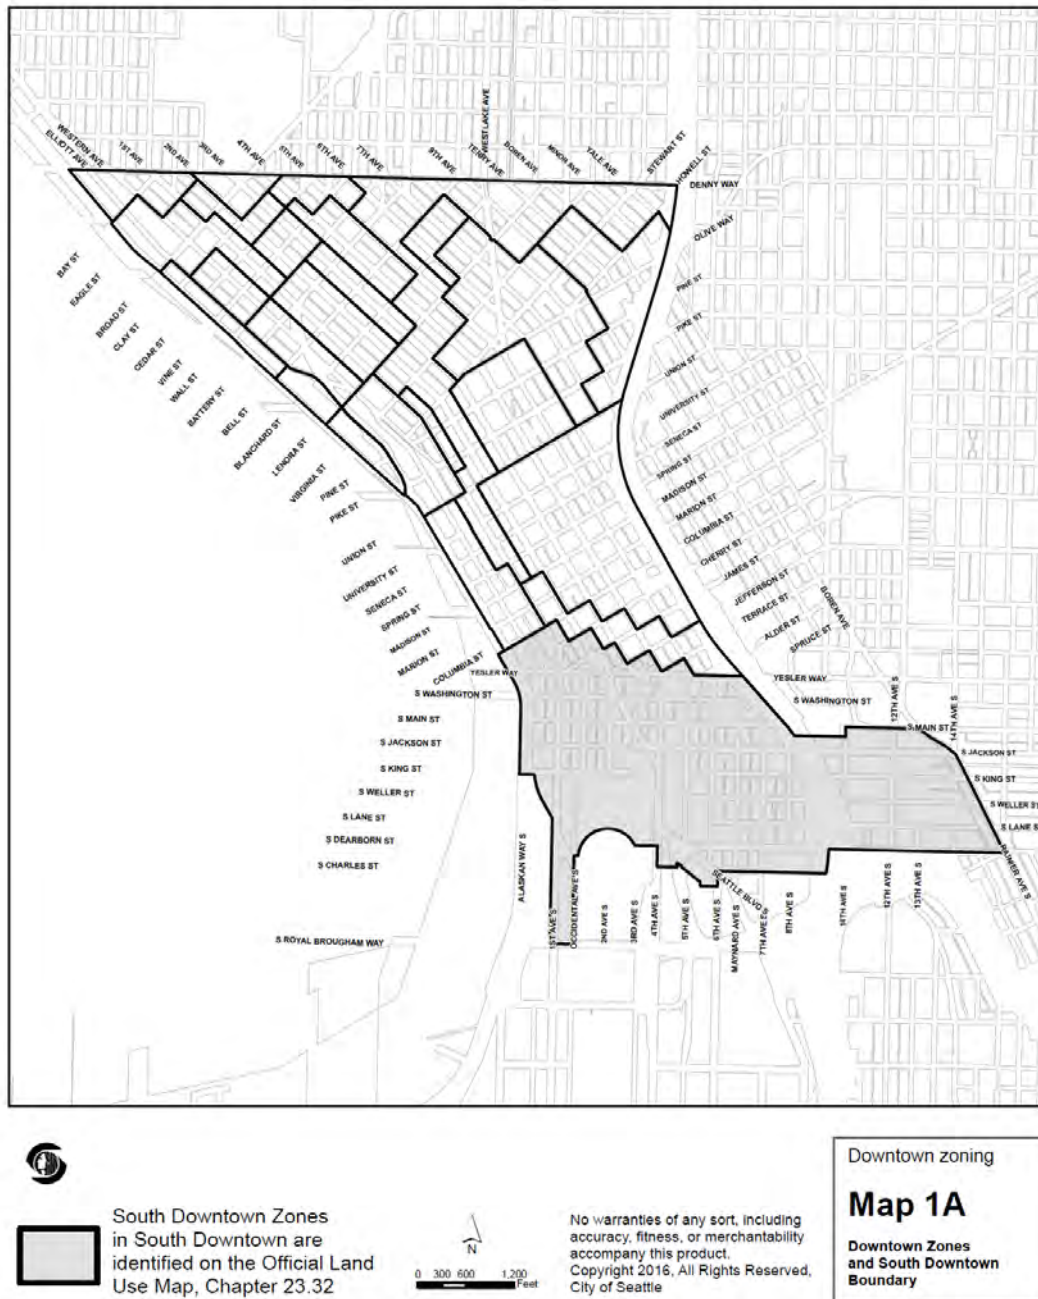 WESTERN AVE
ELLIOTT AVE
1ST AVE
2ND AVE
3RD AVE
4TH AVE
5TH AVE
6TH AVE
7TH AVE
9TH AVE
WESTLAKE AVE
TERRY AVE
BOREN AVE
MINOR AVE
YALE AVE
STEWART ST
HOWELL ST
DENNY WAY
OLIVE WAY
PINE ST
PIKE ST
UNION ST
UNIVERSITY ST
SENECA ST
SPRING ST
MADISON ST
MARION ST
COLUMBIA ST
CHERRY ST
JAMES ST
JEFFERSON ST
TERRACE ST
ALDER ST
SPRUCE ST
BOREN AVE
YESLER WAY
S WASHINGTON ST
12TH AVE S
S MAIN ST
14TH AVE S
S JACKSON ST
S KING ST
S WELLER ST
S LANE ST
RAINIER AVE S
BAY ST
EAGLE ST
BROAD ST
CLAY ST
CEDAR ST
VINE ST
WALL ST
BATTERY ST
BELL ST
BLANCHARD ST
LENORA ST
VIRGINIA ST
PINE ST
PIKE ST
UNION ST
UNIVERSITY ST
SENECA ST
SPRING ST
MADISON ST
MARION ST
COLUMBIA ST
YESLER WAY
S WASHINGTON ST
S MAIN ST
S JACKSON ST
S KING ST
S WELLER ST
S LANE ST
S DEARBORN ST
S CHARLES ST
S ROYAL BROUGHAM WAY
ALASKAN WAY S
1ST AVE S
OCCIDENTAL AVE S
2ND AVE S
3RD AVE S
4TH AVE S
5TH AVE S
6TH AVE S
SEATTLE BLVD S
MAYNARD AVE S
7TH AVE S
8TH AVE S
12TH AVE S
13TH AVE S
South Downtown Zones
in South Downtown are
identified on the Official Land
Use Map, Chapter 23.32
N
0 300 600 1,200
Feet
No warranties of any sort, including
accuracy, fitness, or merchantability
accompany this product.
Copyright 2016, All Rights Reserved,
City of Seattle
Downtown zoning
Map 1A
Downtown Zones
and South Downtown
Boundary